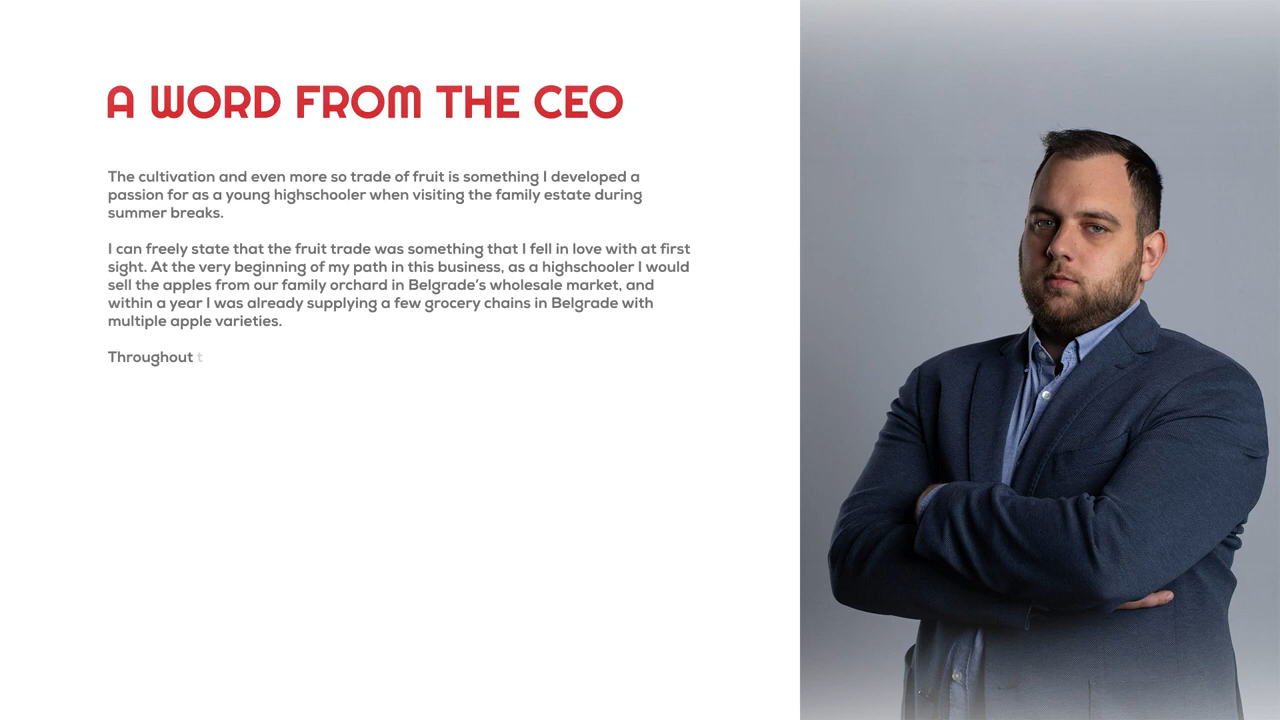 A WORD FROM THE CEO
The cultivation and even more so trade of fruit is something I developed a
passion for as a young highschooler when visiting the family estate during
summer breaks.
I can freely state that the fruit trade was something that I fell in love with at first
sight. At the very beginning of my path in this business, as a highschooler I would
sell the apples from our family orchard in Belgrade’s wholesale market, and
within a year I was already supplying a few grocery chains in Belgrade with
multiple apple varieties.
Throughout t